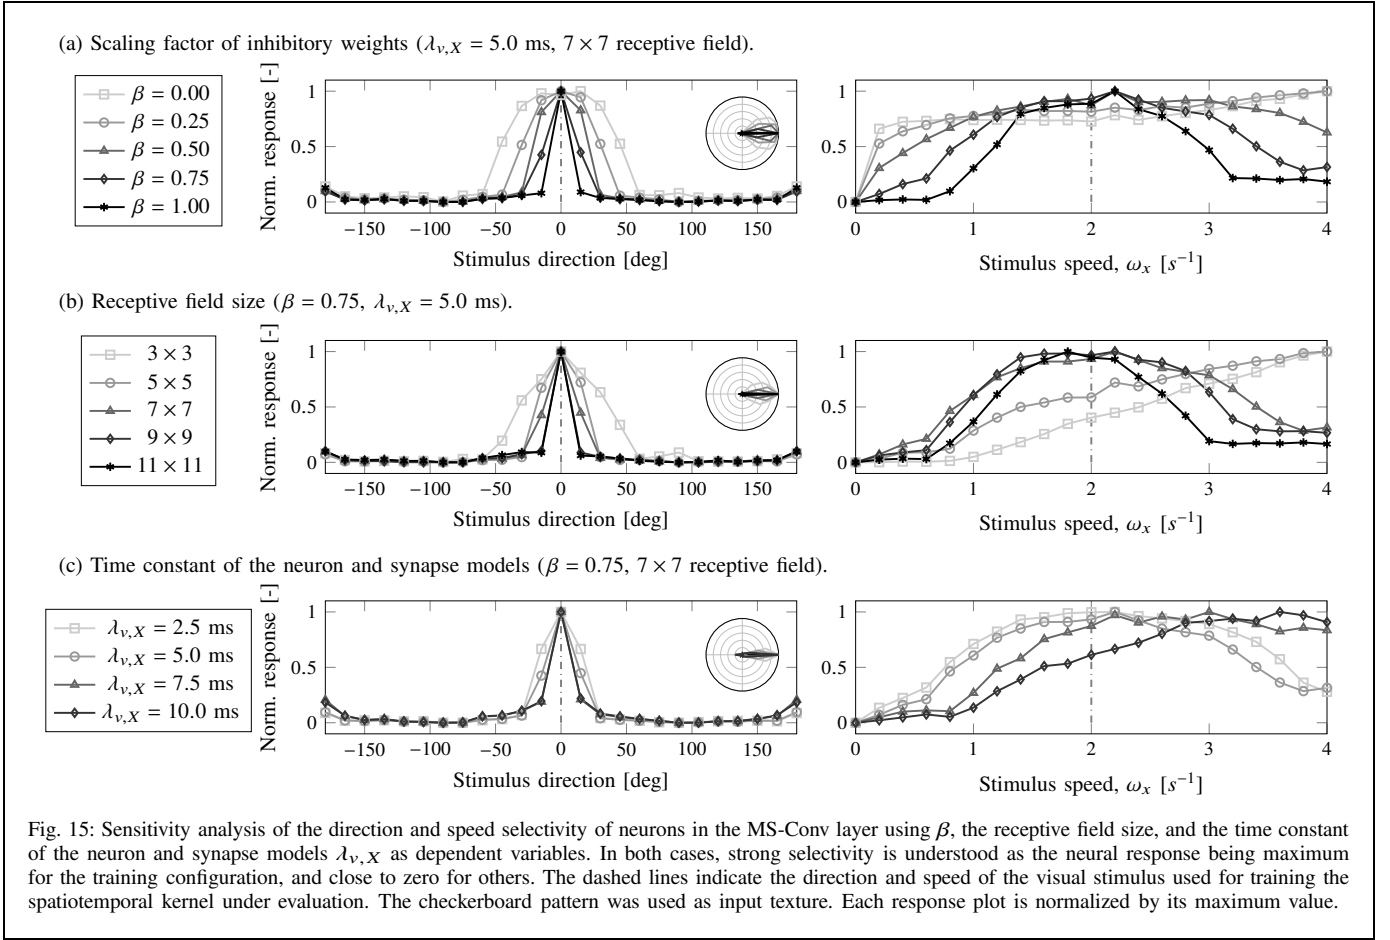 (a) Scaling factor of inhibitory weights (λv,X = 5.0 ms, 7 × 7 receptive field).
β = 0.00
β = 0.25
β = 0.50
β = 0.75
β = 1.00
Norm. response [-]
1
0.5
0
−150
−100
−50
0
50
100
150
Stimulus direction [deg]
1
0.5
0
0
1
2
3
4
Stimulus speed, ωx [s−1]
(b) Receptive field size (β = 0.75, λv,X = 5.0 ms).
3 × 3
5 × 5
7 × 7
9 × 9
11 × 11
Norm. response [-]
1
0.5
0
−150
−100
−50
0
50
100
150
Stimulus direction [deg]
1
0.5
0
0
1
2
3
4
Stimulus speed, ωx [s−1]
(c) Time constant of the neuron and synapse models (β = 0.75, 7 × 7 receptive field).
λv,X = 2.5 ms
λv,X = 5.0 ms
λv,X = 7.5 ms
λv,X = 10.0 ms
Norm. response [-]
1
0.5
0
−150
−100
−50
0
50
100
150
Stimulus direction [deg]
1
0.5
0
0
1
2
3
4
Stimulus speed, ωx [s−1]
Fig. 15: Sensitivity analysis of the direction and speed selectivity of neurons in the MS-Conv layer using β, the receptive field size, and the time constant
of the neuron and synapse models λv,X as dependent variables. In both cases, strong selectivity is understood as the neural response being maximum
for the training configuration, and close to zero for others. The dashed lines indicate the direction and speed of the visual stimulus used for training the
spatiotemporal kernel under evaluation. The checkerboard pattern was used as input texture. Each response plot is normalized by its maximum value.